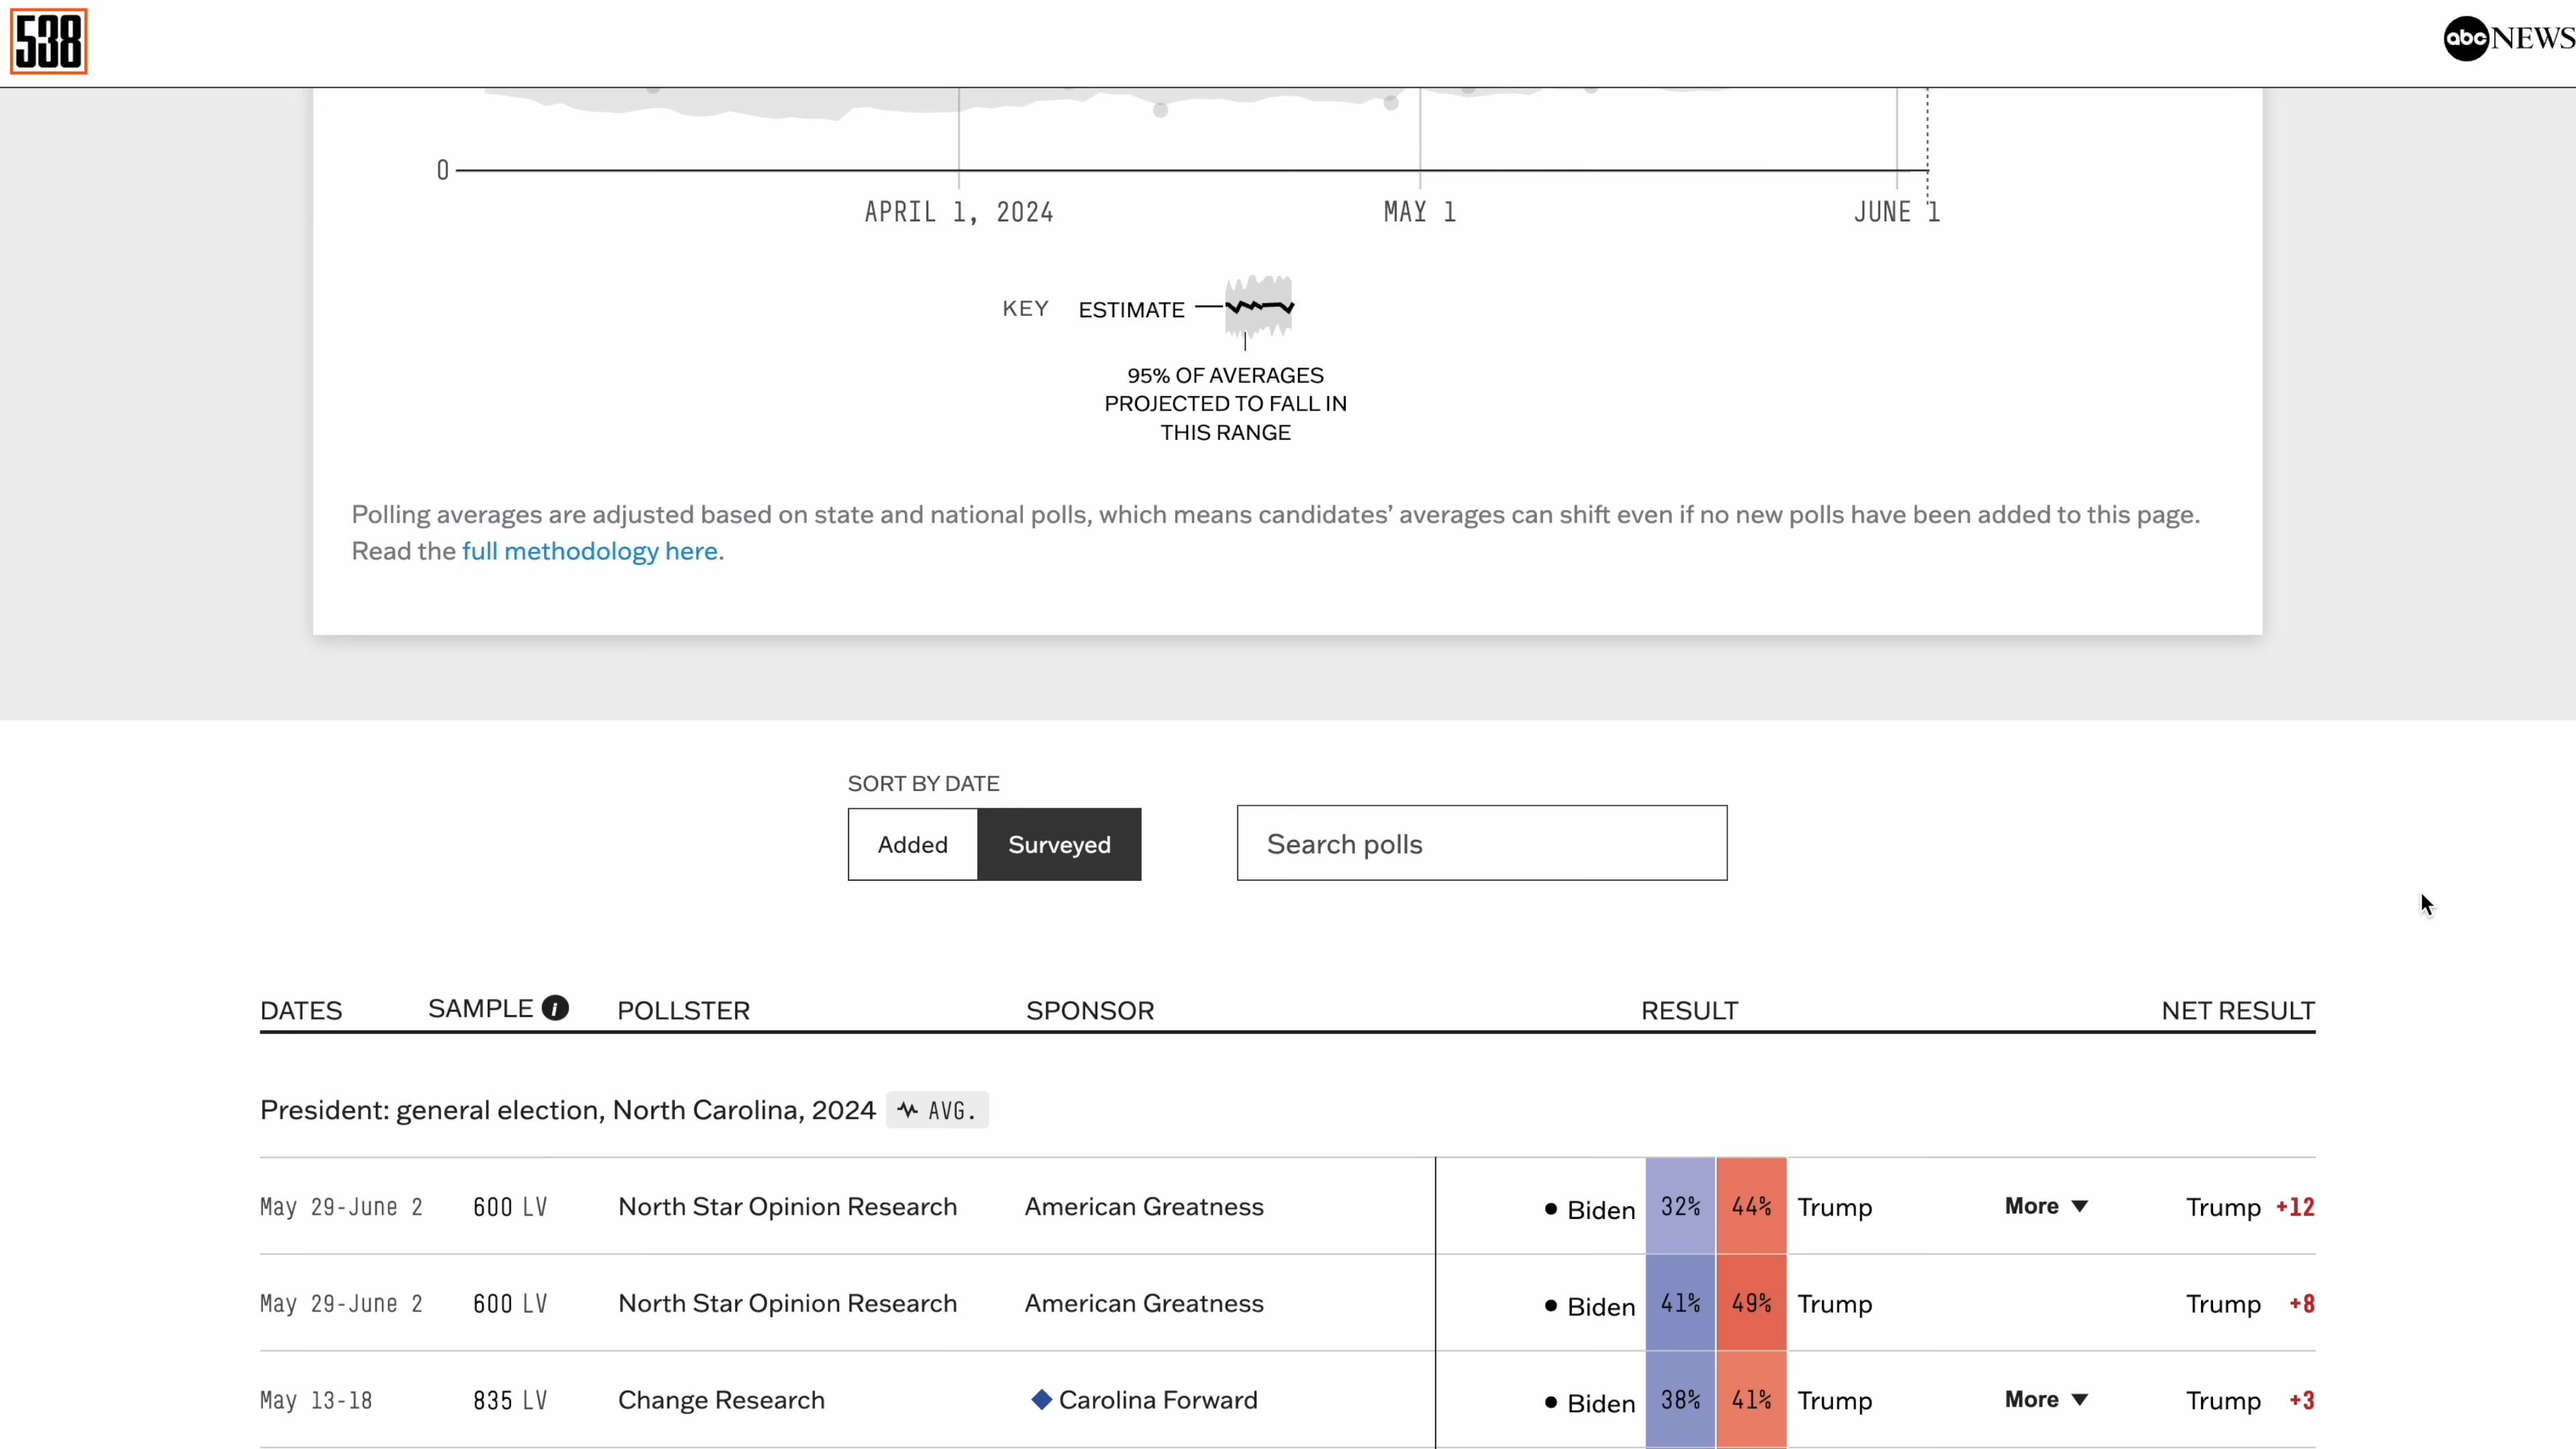 538
abc NEWS
0
APRIL 1, 2024 MAY 1 JUNE 1
KEY ESTIMATE
95% OF AVERAGES
PROJECTED TO FALL IN
THIS RANGE
Polling averages are adjusted based on state and national polls, which means candidates’ averages can shift even if no new polls have been added to this page.
Read the full methodology here.
SORT BY DATE
Added Surveyed Search polls
DATES SAMPLE i POLLSTER SPONSOR RESULT NET RESULT
President: general election, North Carolina, 2024 AVG.
May 29-June 2 600 LV North Star Opinion Research American Greatness • Biden 32% 44% Trump More ▼ Trump +12
May 29-June 2 600 LV North Star Opinion Research American Greatness • Biden 41% 49% Trump Trump +8
May 13-18 835 LV Change Research ◆ Carolina Forward • Biden 38% 41% Trump More ▼ Trump +3